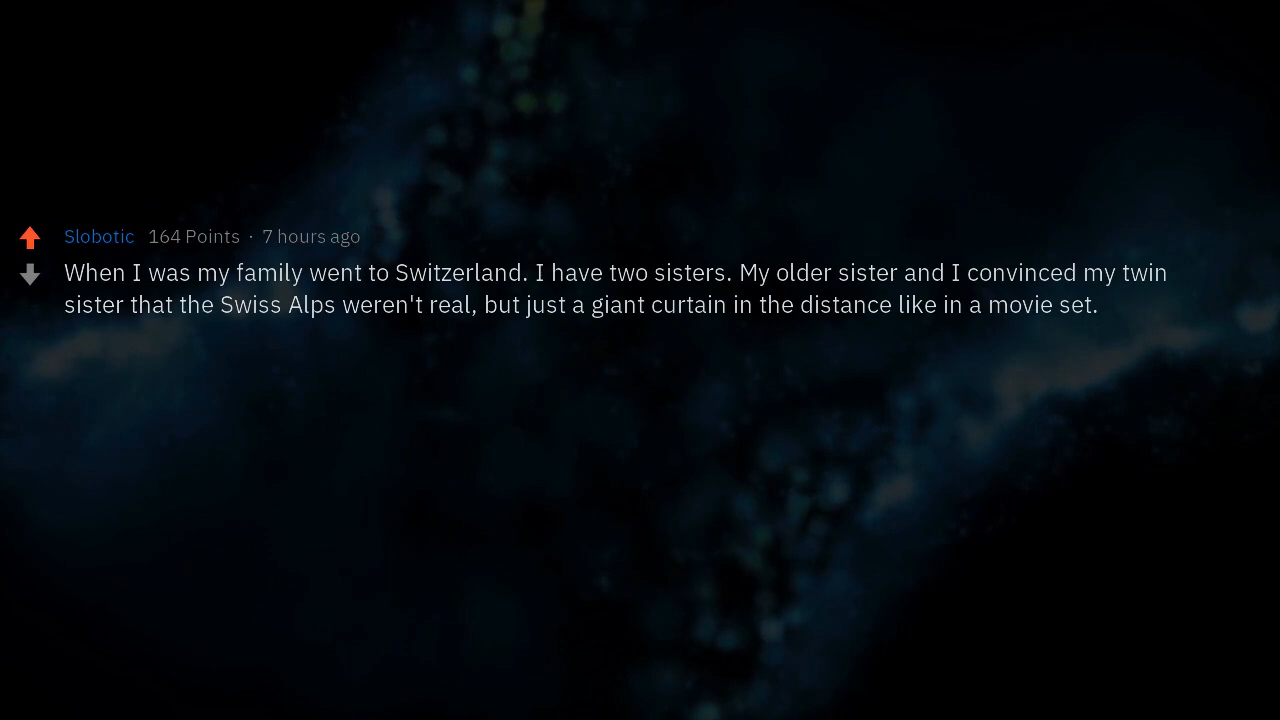 Slobotic 164 Points · 7 hours ago
When I was my family went to Switzerland. I have two sisters. My older sister and I convinced my twin
sister that the Swiss Alps weren't real, but just a giant curtain in the distance like in a movie set.